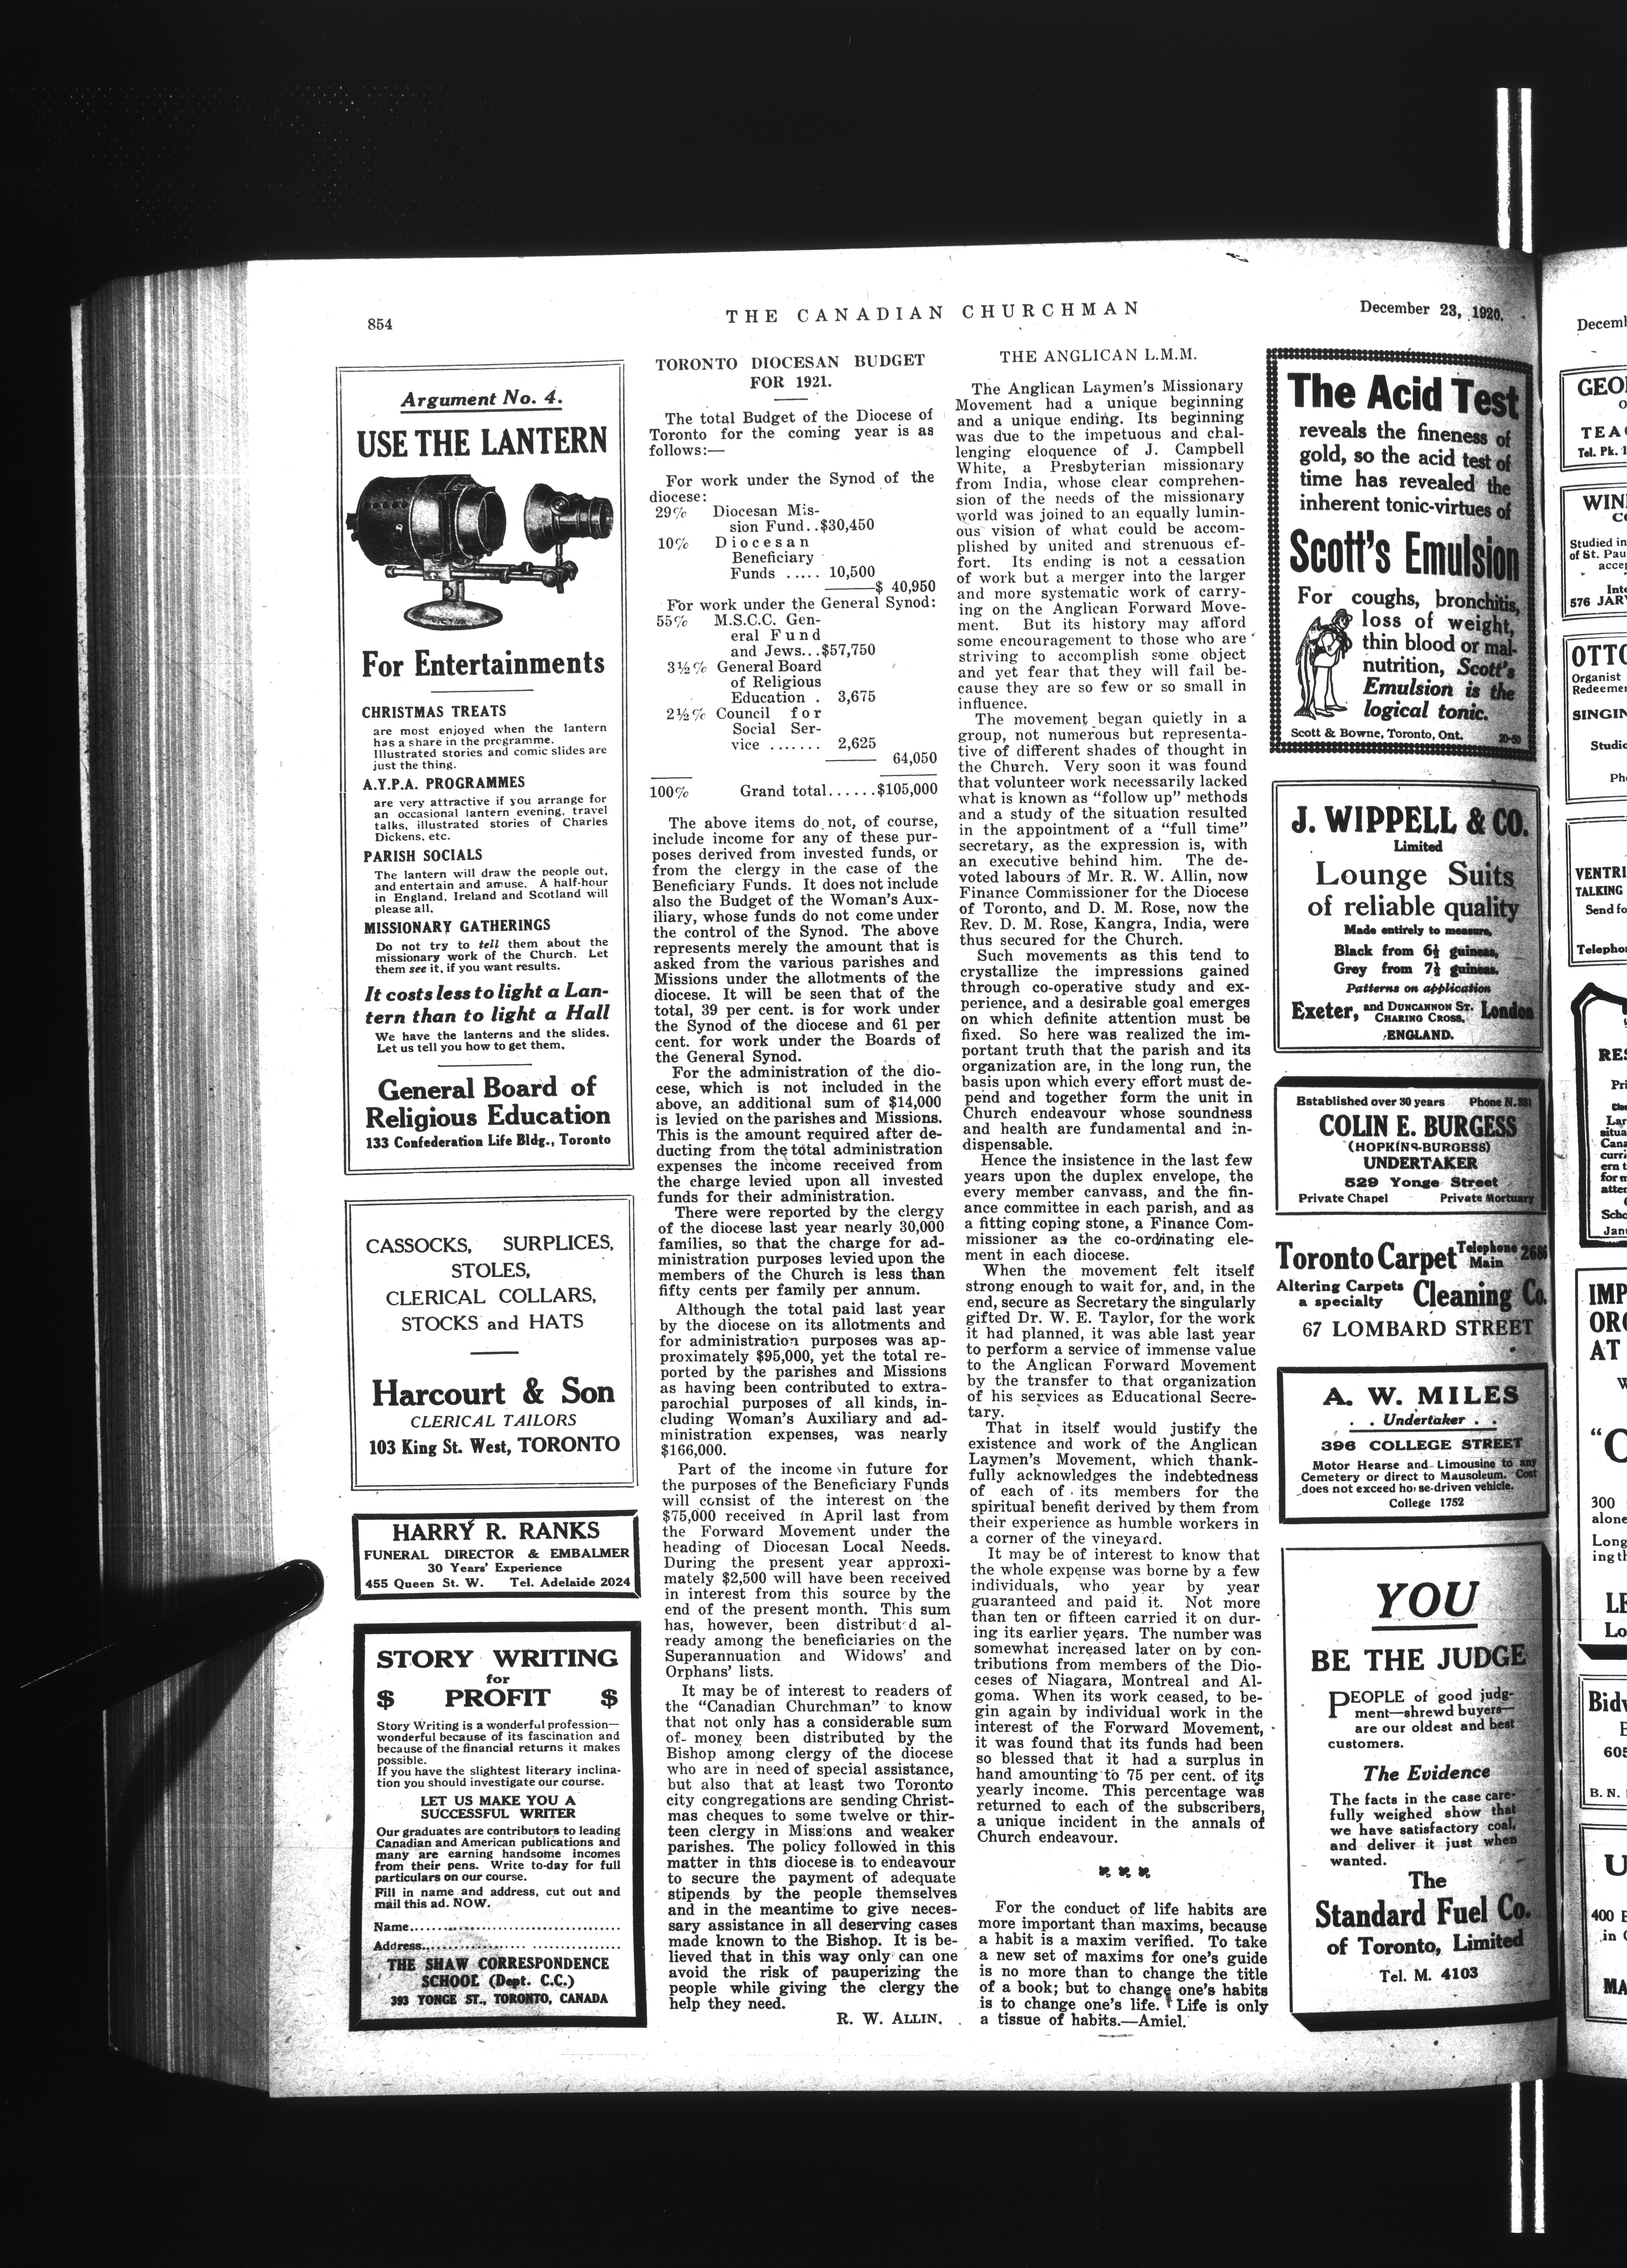 854
THE CANADIAN CHURCHMAN
December 23, 1920.
Argument No. 4.
USE THE LANTERN
For Entertainments
CHRISTMAS TREATS
are most enjoyed when the lantern
has a share in the programme.
Illustrated stories and comic slides are
just the thing.
A.Y.P.A. PROGRAMMES
are very attractive if you arrange for
an occasional lantern evening, travel
talks, illustrated stories of Charles
Dickens, etc.
PARISH SOCIALS
The lantern will draw the people out,
and entertain and amuse. A half-hour
in England, Ireland and Scotland will
please all.
MISSIONARY GATHERINGS
Do not try to tell them about the
missionary work of the Church. Let
them see it, if you want results.
It costs less to light a Lan-
tern than to light a Hall
We have the lanterns and the slides.
Let us tell you how to get them.
General Board of
Religious Education
133 Confederation Life Bldg., Toronto
CASSOCKS, SURPLICES,
STOLES,
CLERICAL COLLARS,
STOCKS and HATS
Harcourt & Son
CLERICAL TAILORS
103 King St. West, TORONTO
HARRY R. RANKS
FUNERAL DIRECTOR & EMBALMER
30 Years' Experience
455 Queen St. W. Tel. Adelaide 2024
STORY WRITING
for
$ PROFIT $
Story Writing is a wonderful profession—
wonderful because of its fascination and
because of the financial returns it makes
possible.
If you have the slightest literary inclina-
tion you should investigate our course.
LET US MAKE YOU A
SUCCESSFUL WRITER
Our graduates are contributors to leading
Canadian and American publications and
many are earning handsome incomes
from their pens. Write to-day for full
particulars on our course.
Fill in name and address, cut out and
mail this ad. NOW.
Name......................................
Address......................................
THE SHAW CORRESPONDENCE
SCHOOL (Dept. C.C.)
393 YONGE ST., TORONTO, CANADA
TORONTO DIOCESAN BUDGET
FOR 1921.
The total Budget of the Diocese of
Toronto for the coming year is as
follows:—
For work under the Synod of the
diocese:
29% Diocesan Mis-
sion Fund..$30,450
10% Diocesan
Beneficiary
Funds ..... 10,500
$ 40,950
For work under the General Synod:
55% M.S.C.C. Gen-
eral Fund
and Jews...$57,750
3½% General Board
of Religious
Education . 3,675
2½% Council for
Social Ser-
vice ....... 2,625
64,050
100% Grand total......$105,000
The above items do not, of course,
include income for any of these pur-
poses derived from invested funds, or
from the clergy in the case of the
Beneficiary Funds. It does not include
also the Budget of the Woman's Aux-
iliary, whose funds do not come under
the control of the Synod. The above
represents merely the amount that is
asked from the various parishes and
Missions under the allotments of the
diocese. It will be seen that of the
total, 39 per cent. is for work under
the Synod of the diocese and 61 per
cent. for work under the Boards of
the General Synod.
For the administration of the dio-
cese, which is not included in the
above, an additional sum of $14,000
is levied on the parishes and Missions.
This is the amount required after de-
ducting from the total administration
expenses the income received from
the charge levied upon all invested
funds for their administration.
There were reported by the clergy
of the diocese last year nearly 30,000
families, so that the charge for ad-
ministration purposes levied upon the
members of the Church is less than
fifty cents per family per annum.
Although the total paid last year
by the diocese on its allotments and
for administration purposes was ap-
proximately $95,000, yet the total re-
ported by the parishes and Missions
as having been contributed to extra-
parochial purposes of all kinds, in-
cluding Woman's Auxiliary and ad-
ministration expenses, was nearly
$166,000.
Part of the income in future for
the purposes of the Beneficiary Funds
will consist of the interest on the
$75,000 received in April last from
the Forward Movement under the
heading of Diocesan Local Needs.
During the present year approxi-
mately $2,500 will have been received
in interest from this source by the
end of the present month. This sum
has, however, been distribut d al-
ready among the beneficiaries on the
Superannuation and Widows' and
Orphans' lists.
It may be of interest to readers of
the "Canadian Churchman" to know
that not only has a considerable sum
of money been distributed by the
Bishop among clergy of the diocese
who are in need of special assistance,
but also that at least two Toronto
city congregations are sending Christ-
mas cheques to some twelve or thir-
teen clergy in Missions and weaker
parishes. The policy followed in this
matter in this diocese is to endeavour
to secure the payment of adequate
stipends by the people themselves
and in the meantime to give neces-
sary assistance in all deserving cases
made known to the Bishop. It is be-
lieved that in this way only can one
avoid the risk of pauperizing the
people while giving the clergy the
help they need.
R. W. ALLIN.
THE ANGLICAN L.M.M.
The Anglican Laymen's Missionary
Movement had a unique beginning
and a unique ending. Its beginning
was due to the impetuous and chal-
lenging eloquence of J. Campbell
White, a Presbyterian missionary
from India, whose clear comprehen-
sion of the needs of the missionary
world was joined to an equally lumin-
ous vision of what could be accom-
plished by united and strenuous ef-
fort. Its ending is not a cessation
of work but a merger into the larger
and more systematic work of carry-
ing on the Anglican Forward Move-
ment. But its history may afford
some encouragement to those who are
striving to accomplish some object
and yet fear that they will fail be-
cause they are so few or so small in
influence.
The movement began quietly in a
group, not numerous but representa-
tive of different shades of thought in
the Church. Very soon it was found
that volunteer work necessarily lacked
what is known as "follow up" methods
and a study of the situation resulted
in the appointment of a "full time"
secretary, as the expression is, with
an executive behind him. The de-
voted labours of Mr. R. W. Allin, now
Finance Commissioner for the Diocese
of Toronto, and D. M. Rose, now the
Rev. D. M. Rose, Kangra, India, were
thus secured for the Church.
Such movements as this tend to
crystallize the impressions gained
through co-operative study and ex-
perience, and a desirable goal emerges
on which definite attention must be
fixed. So here was realized the im-
portant truth that the parish and its
organization are, in the long run, the
basis upon which every effort must de-
pend and together form the unit in
Church endeavour whose soundness
and health are fundamental and in-
dispensable.
Hence the insistence in the last few
years upon the duplex envelope, the
every member canvass, and the fin-
ance committee in each parish, and as
a fitting coping stone, a Finance Com-
missioner as the co-ordinating ele-
ment in each diocese.
When the movement felt itself
strong enough to wait for, and, in the
end, secure as Secretary the singularly
gifted Dr. W. E. Taylor, for the work
it had planned, it was able last year
to perform a service of immense value
to the Anglican Forward Movement
by the transfer to that organization
of his services as Educational Secre-
tary.
That in itself would justify the
existence and work of the Anglican
Laymen's Movement, which thank-
fully acknowledges the indebtedness
of each of its members for the
spiritual benefit derived by them from
their experience as humble workers in
a corner of the vineyard.
It may be of interest to know that
the whole expense was borne by a few
individuals, who year by year
guaranteed and paid it. Not more
than ten or fifteen carried it on dur-
ing its earlier years. The number was
somewhat increased later on by con-
tributions from members of the Dio-
ceses of Niagara, Montreal and Al-
goma. When its work ceased, to be-
gin again by individual work in the
interest of the Forward Movement,
it was found that its funds had been
so blessed that it had a surplus in
hand amounting to 75 per cent. of its
yearly income. This percentage was
returned to each of the subscribers,
a unique incident in the annals of
Church endeavour.
For the conduct of life habits are
more important than maxims, because
a habit is a maxim verified. To take
a new set of maxims for one's guide
is no more than to change the title
of a book; but to change one's habits
is to change one's life. Life is only
a tissue of habits.—Amiel.
The Acid Test
reveals the fineness of
gold, so the acid test of
time has revealed the
inherent tonic-virtues of
Scott's Emulsion
For coughs, bronchitis,
loss of weight,
thin blood or mal-
nutrition, Scott's
Emulsion is the
logical tonic.
Scott & Bowne, Toronto, Ont. 20-50
J. WIPPELL & CO.
Limited
Lounge Suits
of reliable quality
Made entirely to measure,
Black from 6½ guineas,
Grey from 7½ guineas.
Patterns on application
Exeter, and DUNCANNON ST. CHARING CROSS, London
ENGLAND.
Established over 30 years Phone N. 331
COLIN E. BURGESS
(HOPKINS-BURGESS)
UNDERTAKER
529 Yonge Street
Private Chapel Private Mortuary
Toronto Carpet Telephone Main 2686
Altering Carpets a specialty Cleaning Co.
67 LOMBARD STREET
A. W. MILES
. . Undertaker . .
396 COLLEGE STREET
Motor Hearse and Limousine to any
Cemetery or direct to Mausoleum. Cost
does not exceed horse-driven vehicle.
College 1752
YOU
BE THE JUDGE
PEOPLE of good judg-
ment—shrewd buyers—
are our oldest and best
customers.
The Evidence
The facts in the case care-
fully weighed show that
we have satisfactory coal,
and deliver it just when
wanted.
The
Standard Fuel Co.
of Toronto, Limited
Tel. M. 4103